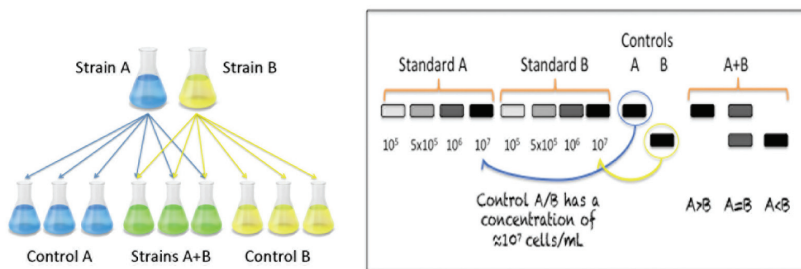 Strain A
Strain B
Control A
Strains A+B
Control B
Controls
Standard A
Standard B
A
B
A+B
10⁵
5x10⁵
10⁶
10⁷
10⁵
5x10⁵
10⁶
10⁷
Control A/B has a
concentration of
≈10⁷ cells/mL
A>B
A=B
A<B